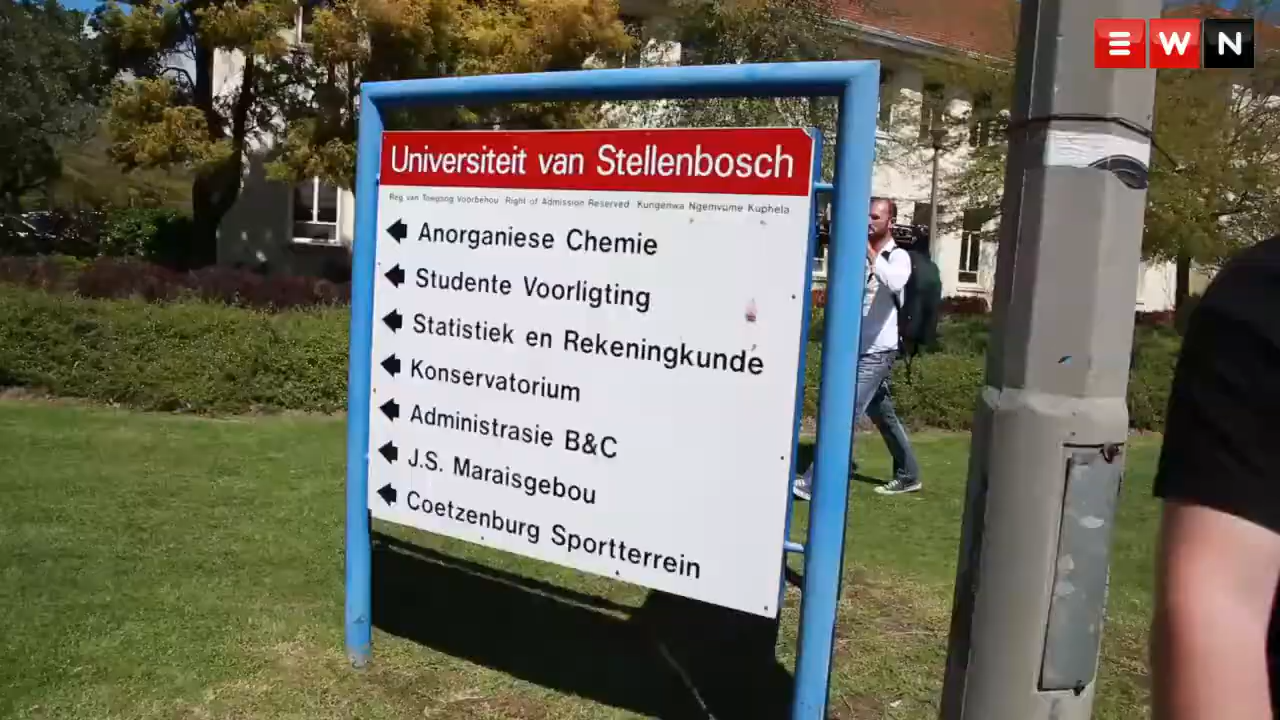 EWN
Universiteit van Stellenbosch
Reg van Toegang Voorbehou Right of Admission Reserved Kungenwa Ngemvume Kuphela
Anorganiese Chemie
Studente Voorligting
Statistiek en Rekeningkunde
Konservatorium
Administrasie B&C
J.S. Maraisgebou
Coetzenburg Sportterrein